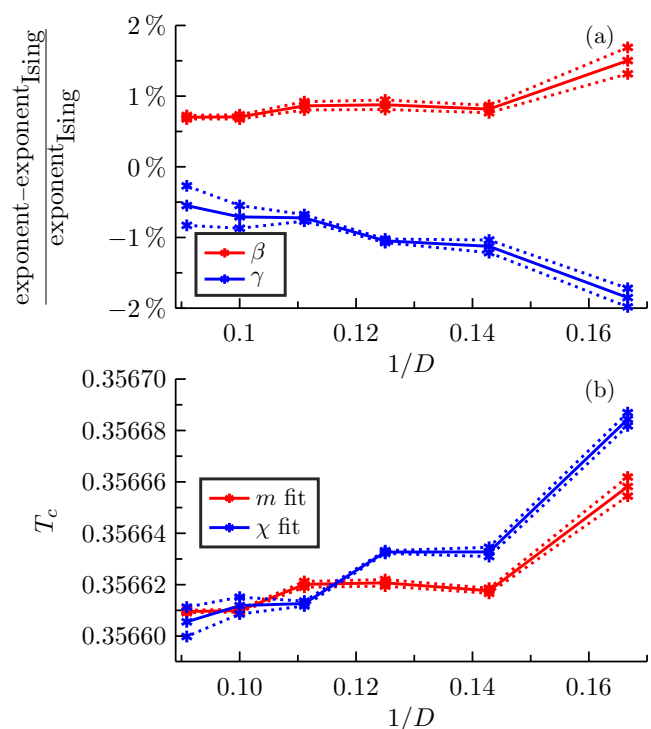 (a)
exponent–exponent_Ising
exponent_Ising
2 %
1 %
0 %
−1 %
−2 %
β
γ
0.1 0.12 0.14 0.16
1/D
(b)
T_c
0.35670
0.35668
0.35666
0.35664
0.35662
0.35660
m fit
χ fit
0.10 0.12 0.14 0.16
1/D